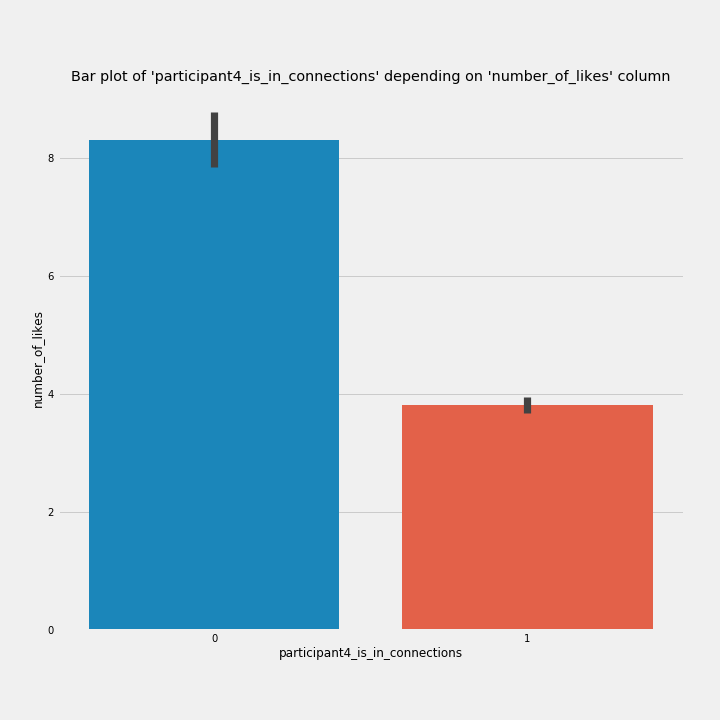 Bar plot of 'participant4_is_in_connections' depending on 'number_of_likes' column
number_of_likes
8
6
4
2
0
0
1
participant4_is_in_connections